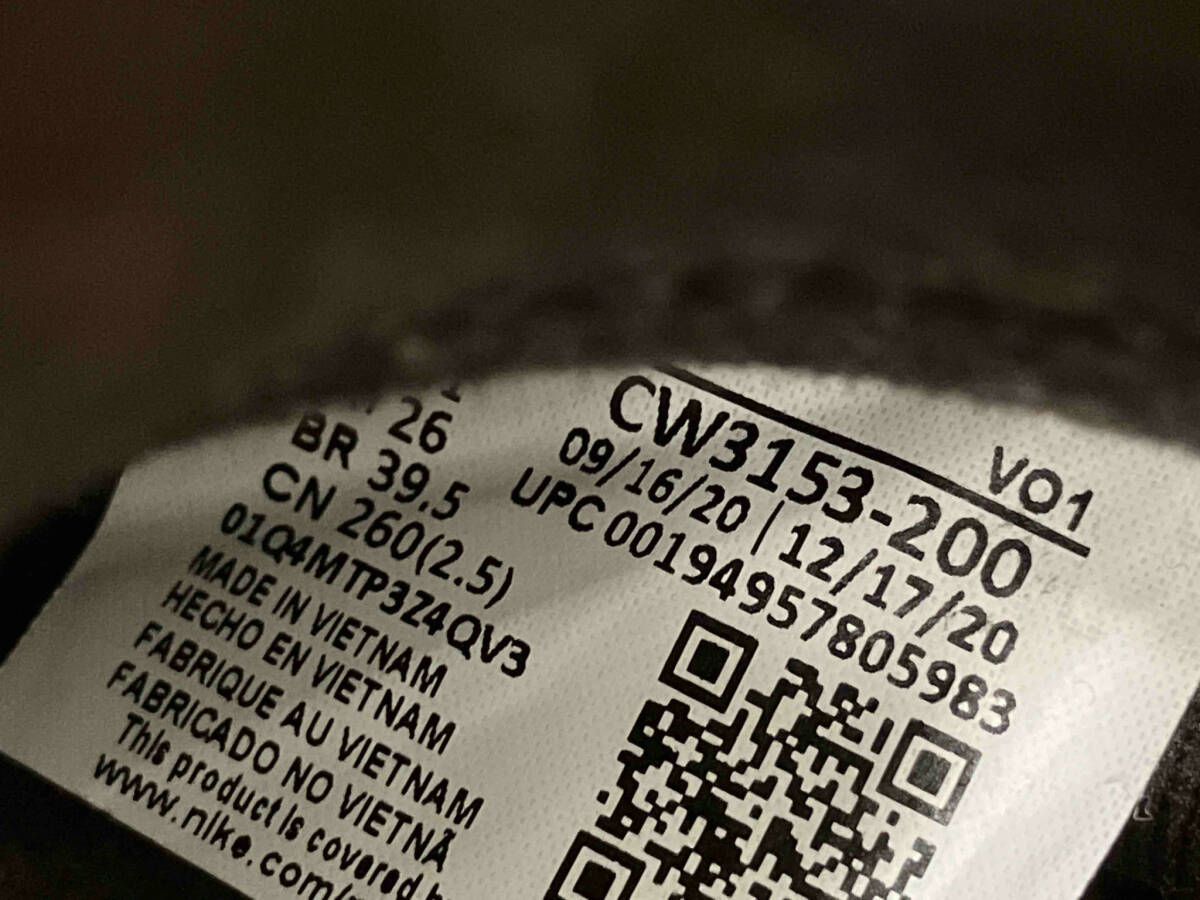 26
BR 39.5
CN 260(2.5)
01Q4MTP3Z4QV3
MADE IN VIETNAM
HECHO EN VIETNAM
FABRIQUE AU VIETNAM
FABRICADO NO VIETNÃ
This product is covered
www.nike.com/
VO1
CW3153-200
09/16/20 | 12/17/20
UPC 00194957805983